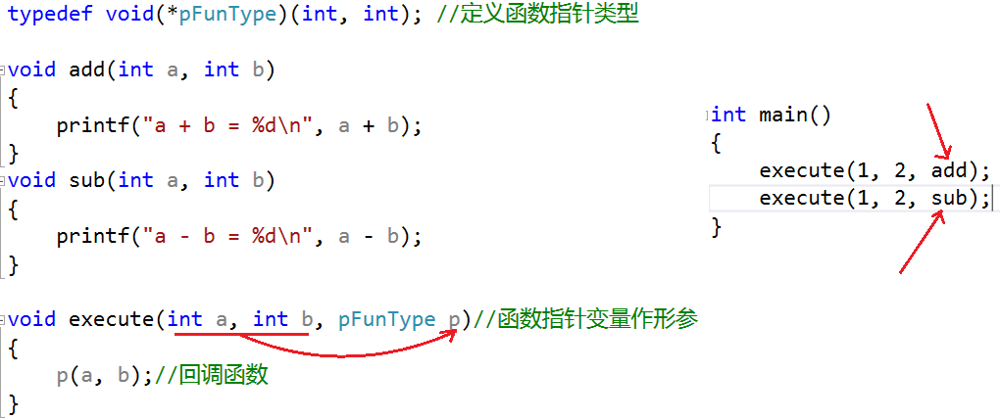 typedef void(*pFunType)(int, int); //定义函数指针类型
void add(int a, int b)
{
printf("a + b = %d\n", a + b);
}
void sub(int a, int b)
{
printf("a - b = %d\n", a - b);
}
void execute(int a, int b, pFunType p)//函数指针变量作形参
{
p(a, b);//回调函数
}
int main()
{
execute(1, 2, add);
execute(1, 2, sub);
}